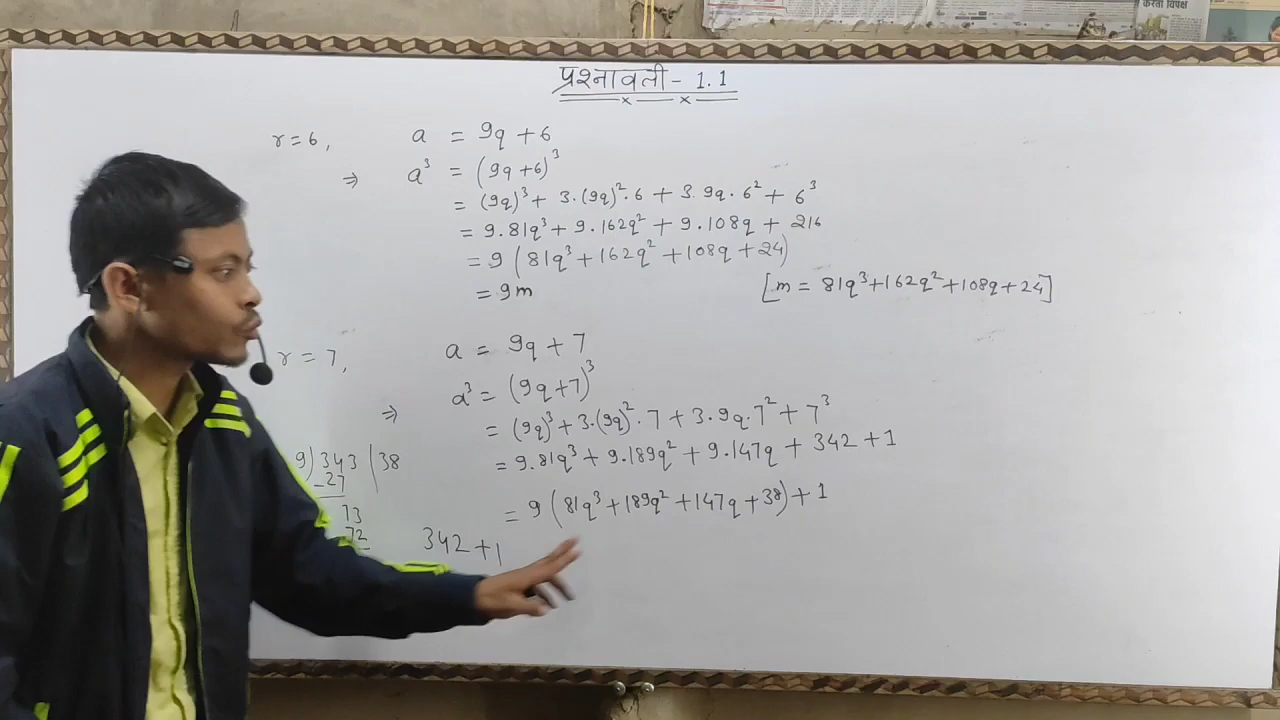 करता विपक्ष
प्रश्नावली - 1.1
r = 6, a = 9q + 6
⇒ a³ = (9q+6)³
= (9q)³ + 3.(9q)².6 + 3.9q.6² + 6³
= 9.81q³ + 9.162q² + 9.108q + 216
= 9(81q³ + 162q² + 108q + 24)
= 9m [m = 81q³+162q²+108q+24]
r = 7, a = 9q + 7
⇒ a³ = (9q+7)³
= (9q)³ + 3.(9q)².7 + 3.9q.7² + 7³
= 9.81q³ + 9.189q² + 9.147q + 342 + 1
= 9(81q³ + 189q² + 147q + 38) + 1
9)343(38
-27
73
72
342 + 1